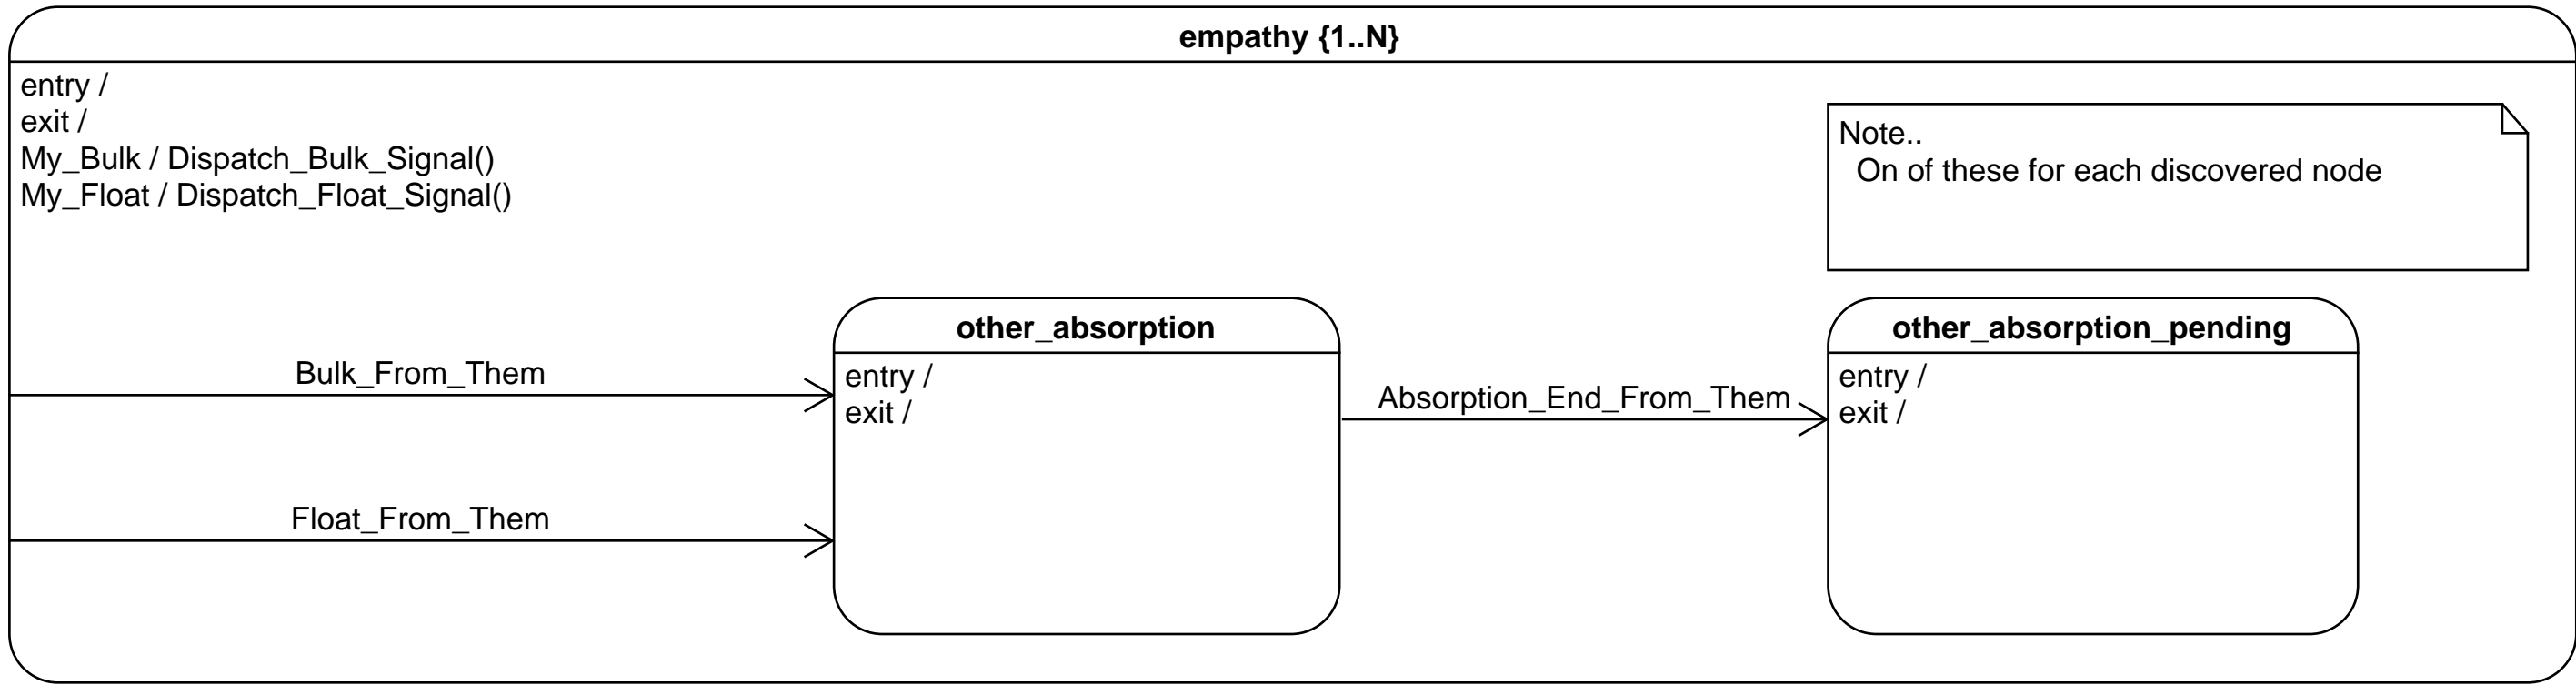 empathy {1..N}
entry /
exit /
My_Bulk / Dispatch_Bulk_Signal()
My_Float / Dispatch_Float_Signal()
Note..
On of these for each discovered node
other_absorption
entry /
exit /
other_absorption_pending
entry /
exit /
Bulk_From_Them
Absorption_End_From_Them
Float_From_Them